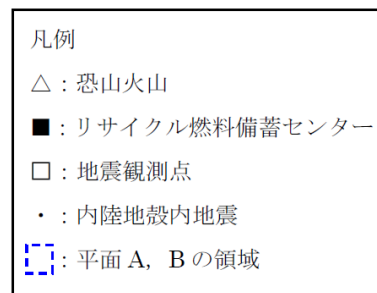 凡例
△：恐山火山
■：リサイクル燃料備蓄センター
□：地震観測点
・：内陸地殻内地震
：平面 A，B の領域